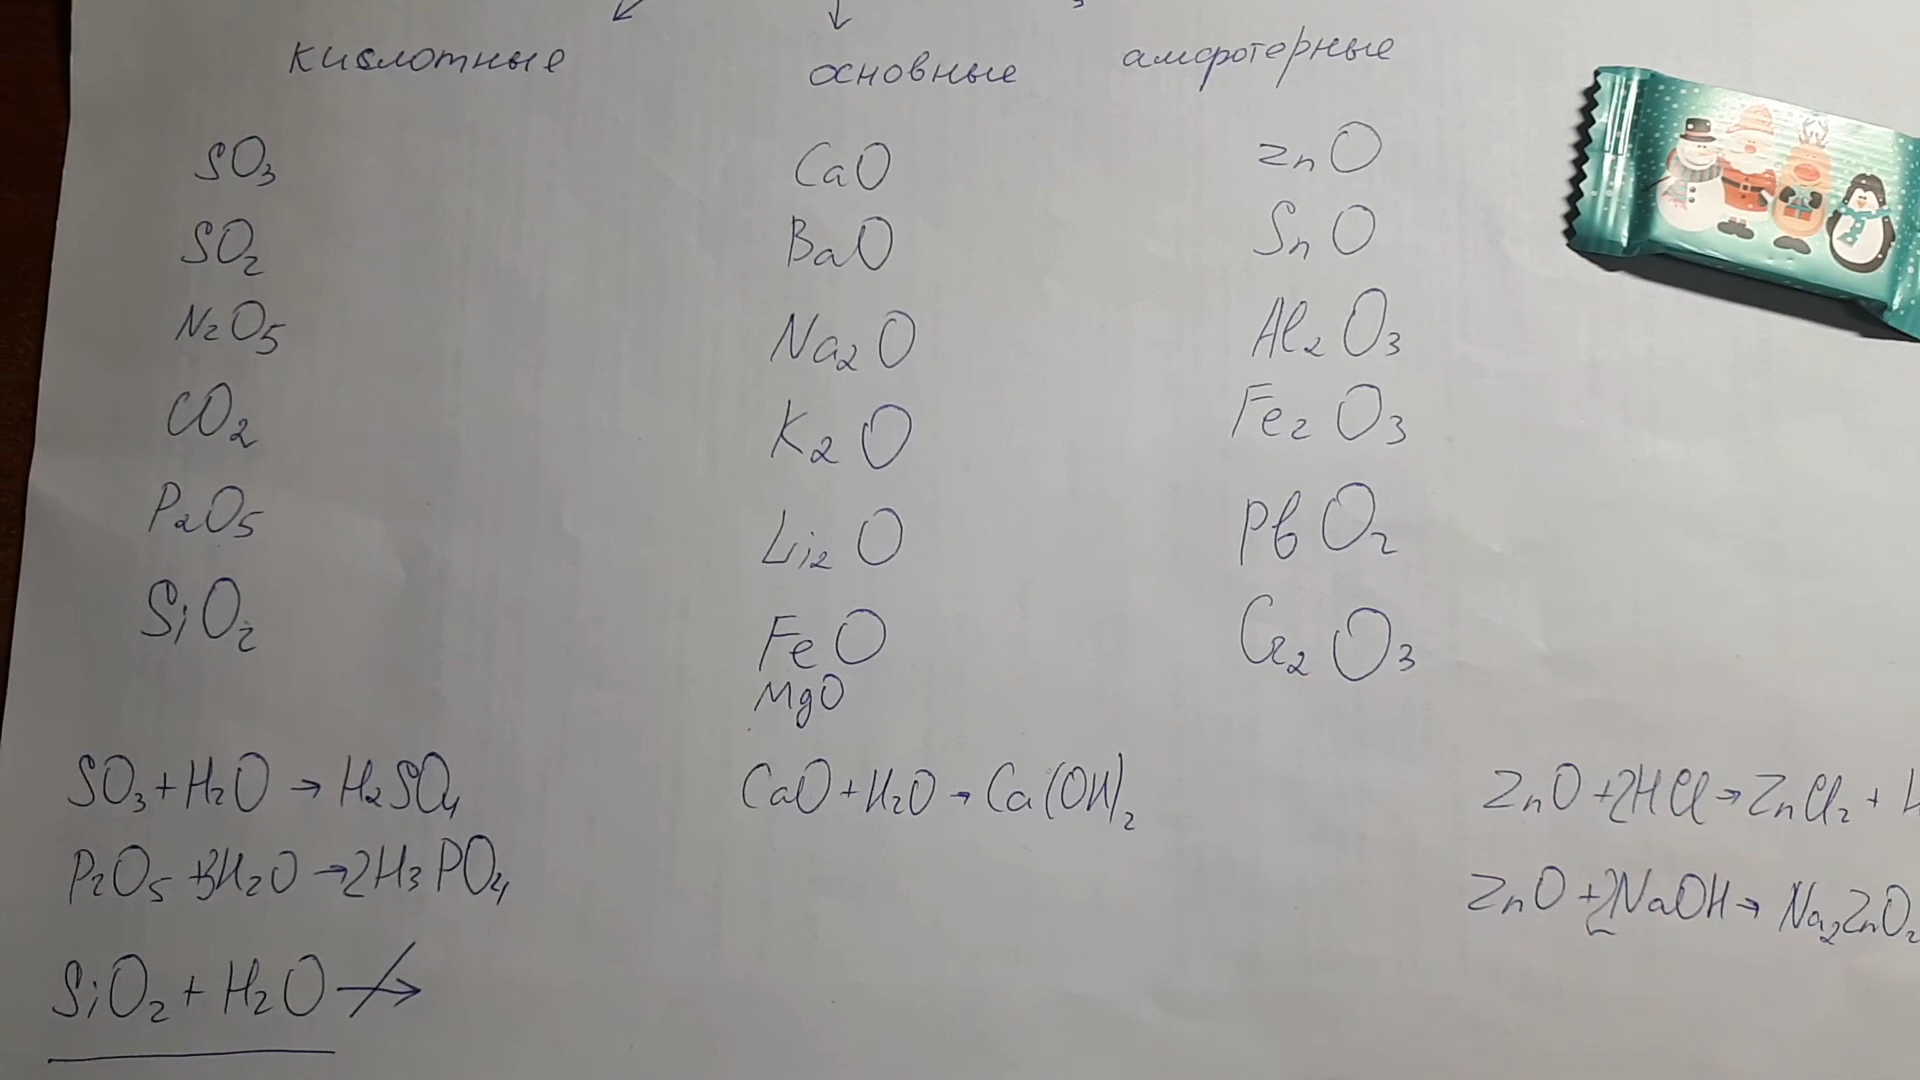 кислотные основные амфотерные
SO3 CaO ZnO
SO2 BaO SnO
N2O5 Na2O Al2O3
CO2 K2O Fe2O3
P2O5 Li2O PbO2
SiO2 FeO Cr2O3
MgO
SO3 + H2O → H2SO4 CaO + H2O → Ca(OH)2 ZnO + 2HCl → ZnCl2 +
P2O5 + 3H2O → 2H3PO4 ZnO + 2NaOH → Na2ZnO2
SiO2 + H2O ↛